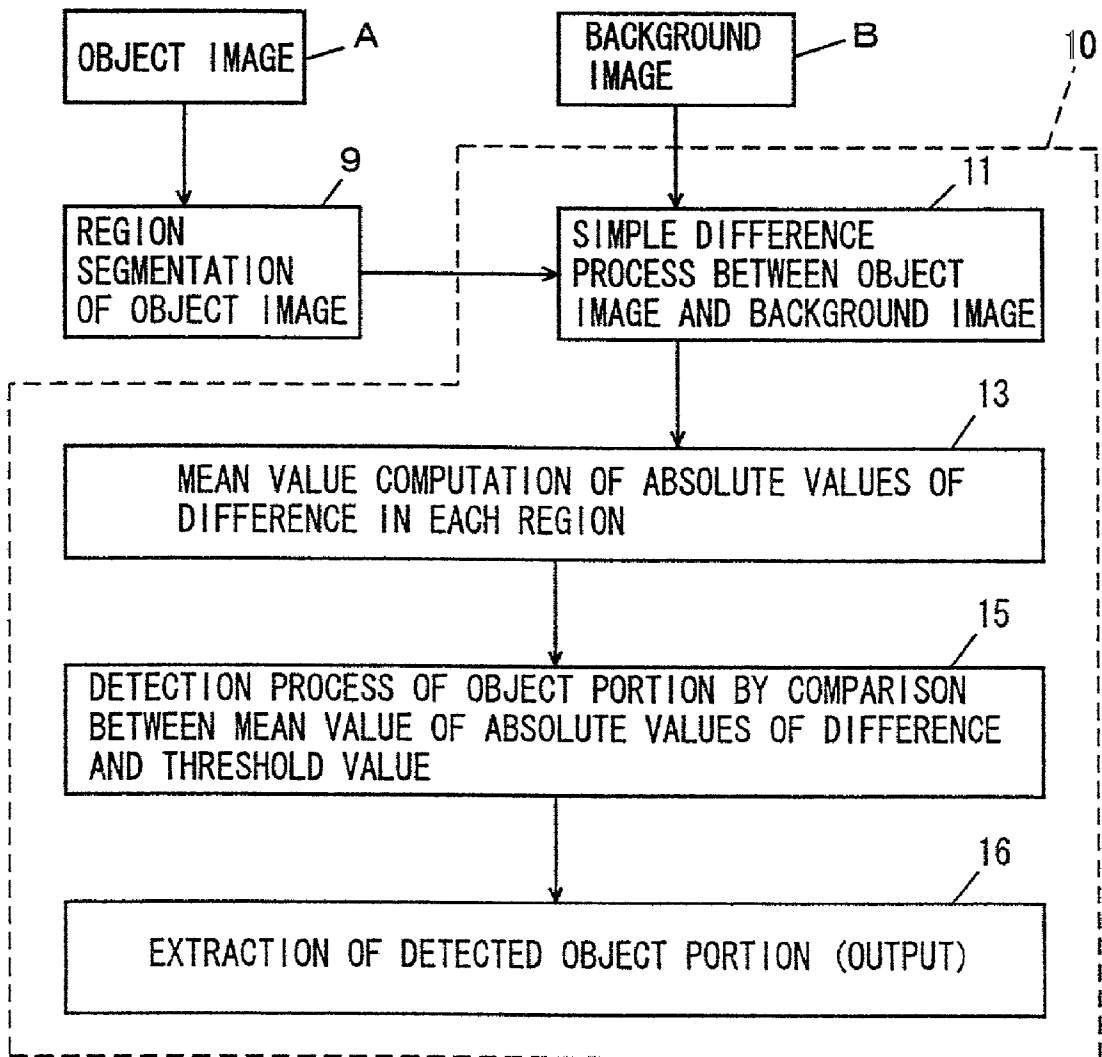 OBJECT IMAGE
A
BACKGROUND
IMAGE
B
10
9
REGION
SEGMENTATION
OF OBJECT IMAGE
11
SIMPLE DIFFERENCE
PROCESS BETWEEN OBJECT
IMAGE AND BACKGROUND IMAGE
13
MEAN VALUE COMPUTATION OF ABSOLUTE VALUES OF
DIFFERENCE IN EACH REGION
15
DETECTION PROCESS OF OBJECT PORTION BY COMPARISON
BETWEEN MEAN VALUE OF ABSOLUTE VALUES OF DIFFERENCE
AND THRESHOLD VALUE
16
EXTRACTION OF DETECTED OBJECT PORTION (OUTPUT)